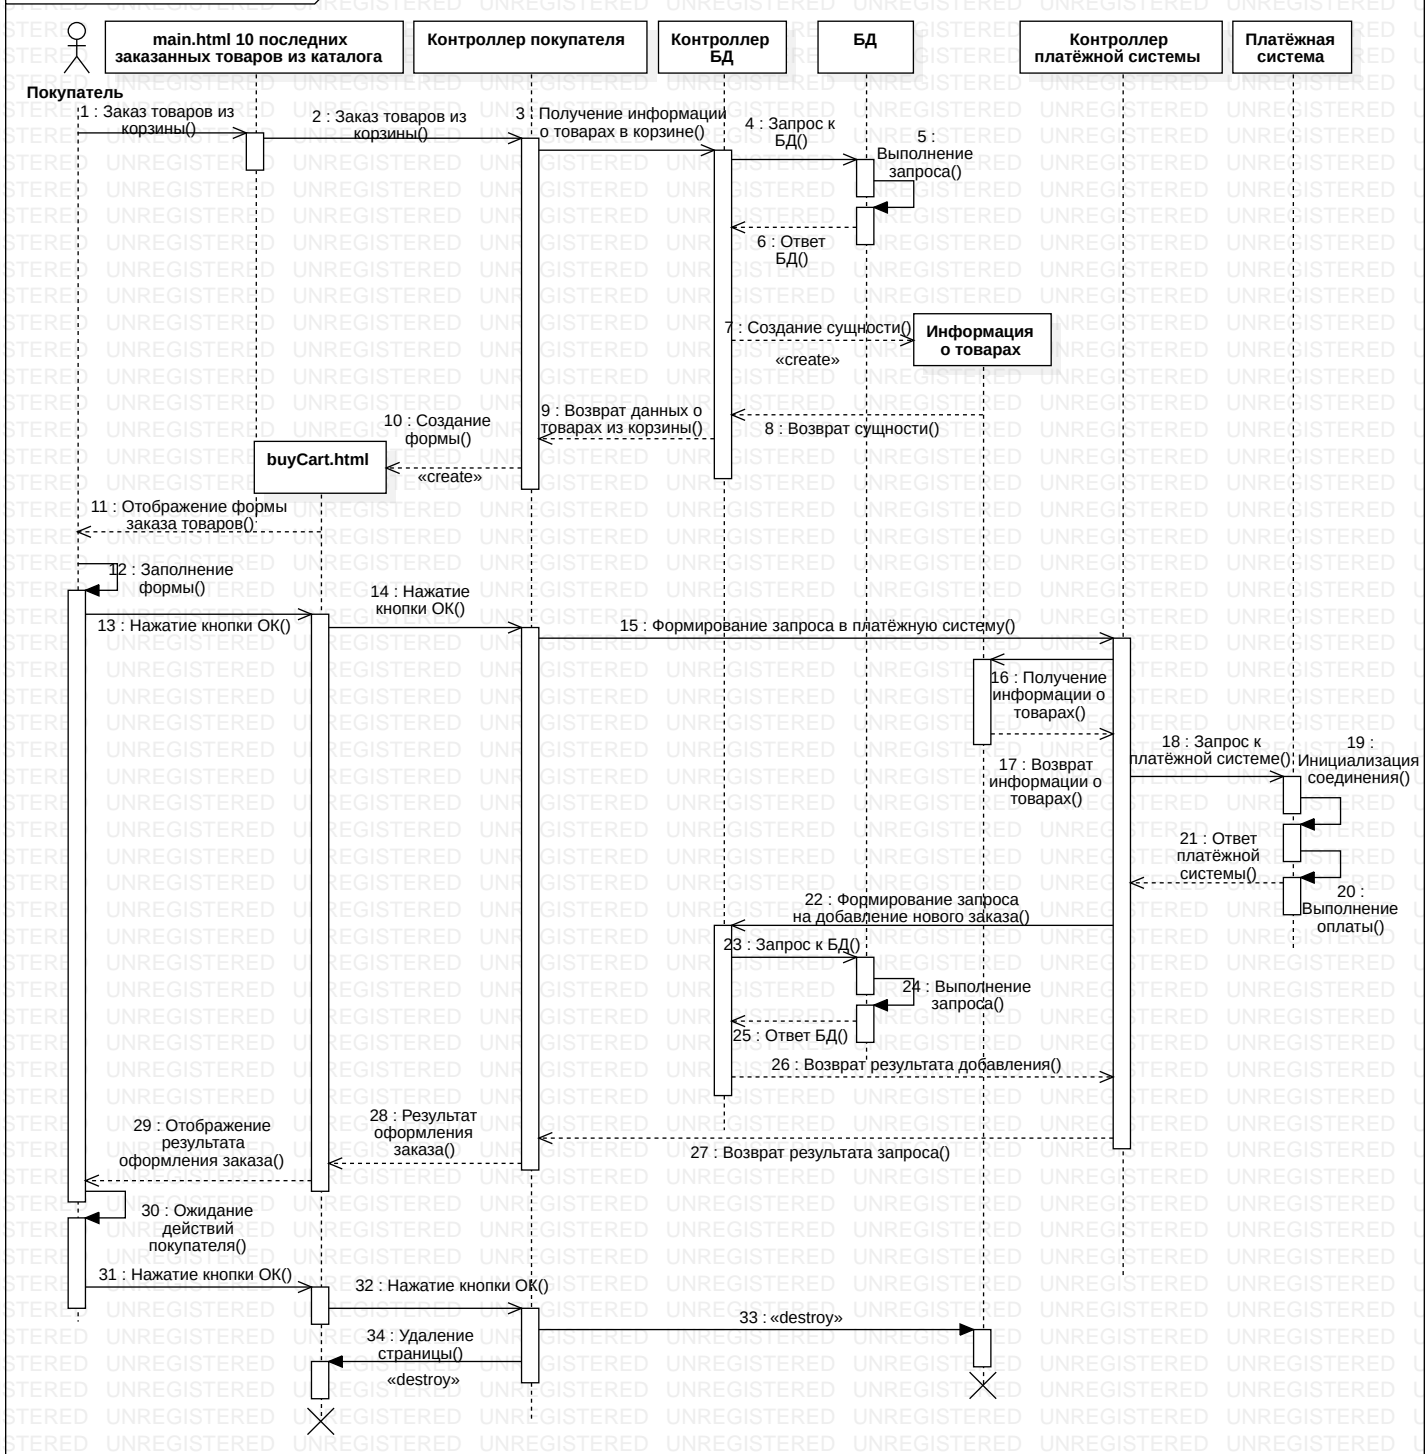 main.html 10 последних
заказанных товаров из каталога
Контроллер покупателя
Контроллер
БД
БД
Контроллер
платёжной системы
Платёжная
система
Покупатель
1 : Заказ товаров из
корзины()
2 : Заказ товаров из
корзины()
3 : Получение информации
о товарах в корзине()
4 : Запрос к
БД()
5 :
Выполнение
запроса()
6 : Ответ
БД()
7 : Создание сущности()
«create»
Информация
о товарах
8 : Возврат сущности()
9 : Возврат данных о
товарах из корзины()
10 : Создание
формы()
«create»
buyCart.html
11 : Отображение формы
заказа товаров()
12 : Заполнение
формы()
13 : Нажатие кнопки ОК()
14 : Нажатие
кнопки ОК()
15 : Формирование запроса в платёжную систему()
16 : Получение
информации о
товарах()
17 : Возврат
информации о
товарах()
18 : Запрос к
платёжной системе()
19 :
Инициализация
соединения()
20 :
Выполнение
оплаты()
21 : Ответ
платёжной
системы()
22 : Формирование запроса
на добавление нового заказа()
23 : Запрос к БД()
24 : Выполнение
запроса()
25 : Ответ БД()
26 : Возврат результата добавления()
27 : Возврат результата запроса()
28 : Результат
оформления
заказа()
29 : Отображение
результата
оформления заказа()
30 : Ожидание
действий
покупателя()
31 : Нажатие кнопки ОК()
32 : Нажатие кнопки ОК()
33 : «destroy»
34 : Удаление
страницы()
«destroy»